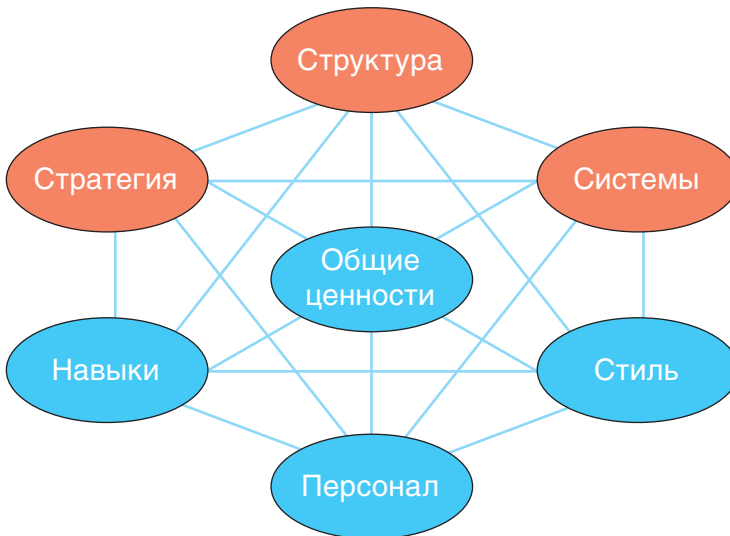 Структура
Стратегия
Системы
Общие
ценности
Навыки
Стиль
Персонал